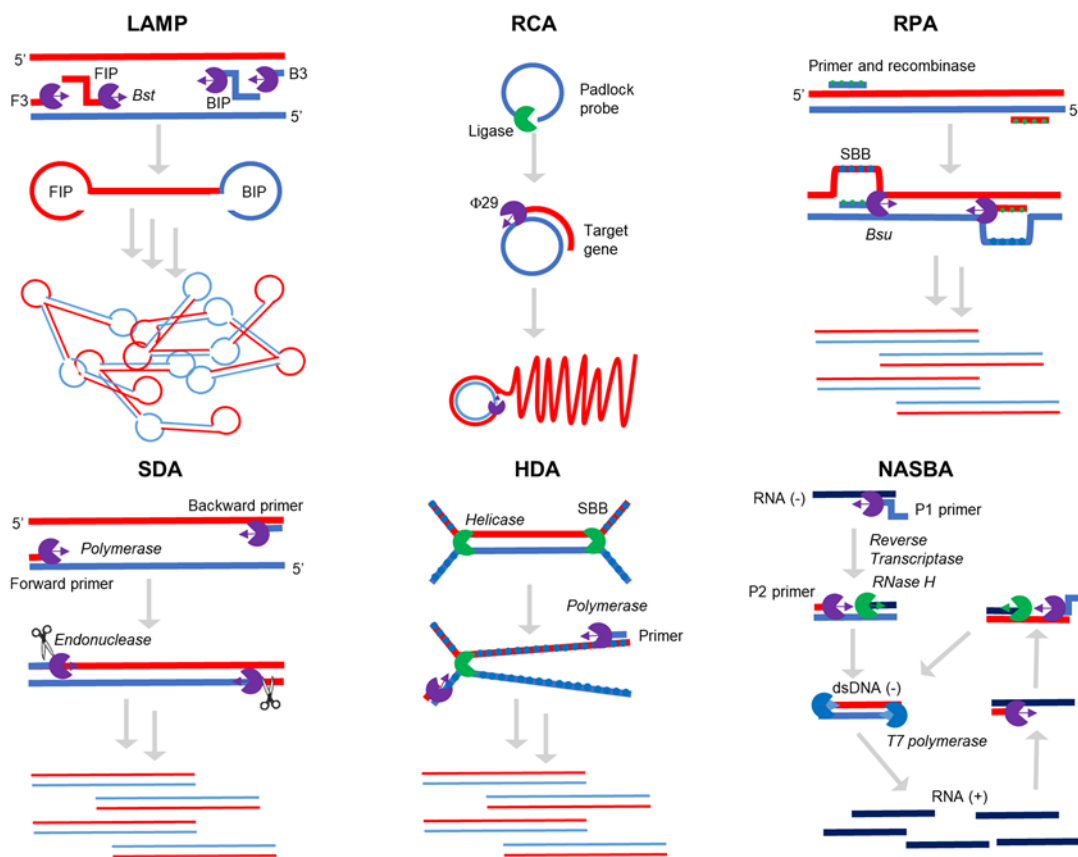 LAMP
5'
FIP
F3
Bst
BIP
B3
5'
FIP
BIP
RCA
Padlock
probe
Ligase
Φ29
Target
gene
RPA
Primer and recombinase
5'
5'
SBB
Bsu
SDA
Backward primer
5'
Polymerase
Forward primer
5'
Endonuclease
HDA
Helicase
SBB
Polymerase
Primer
NASBA
RNA (-)
P1 primer
Reverse
Transcriptase
RNase H
P2 primer
dsDNA (-)
T7 polymerase
RNA (+)